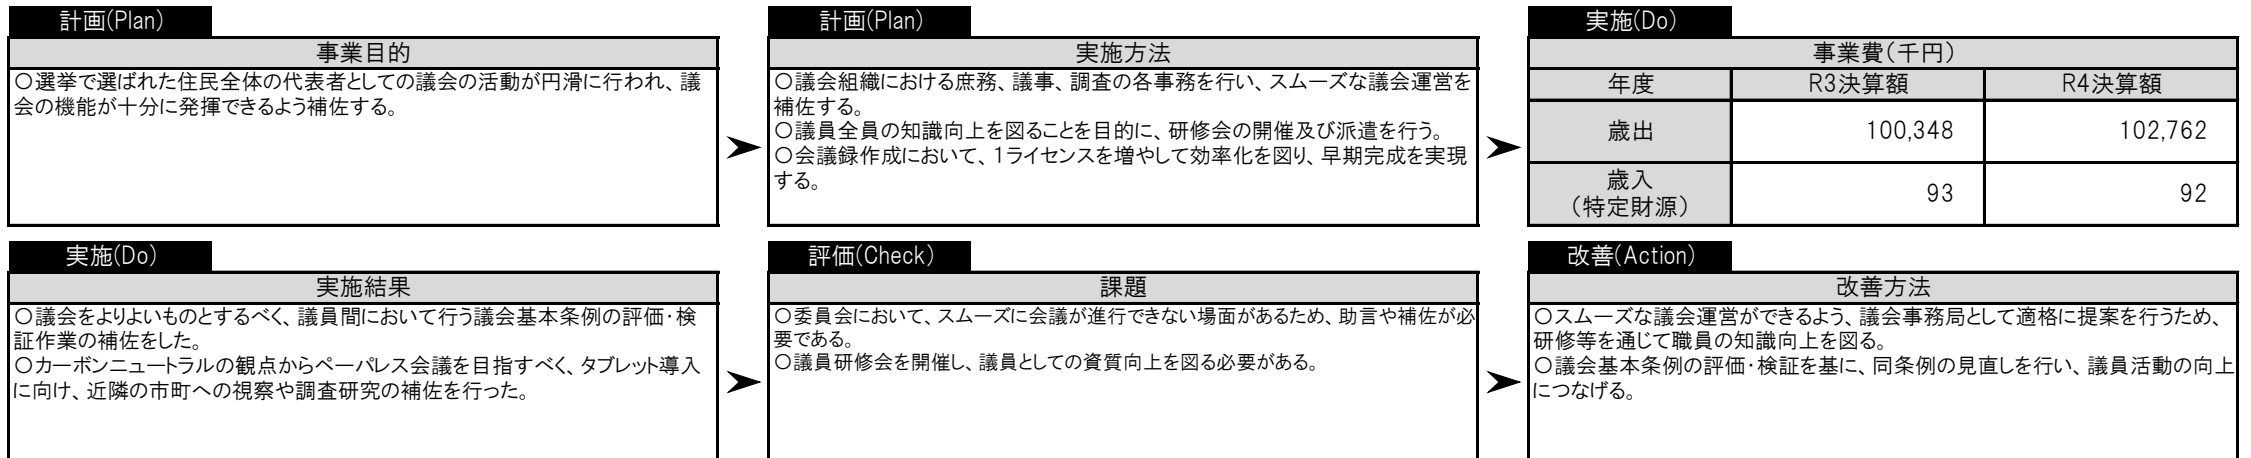 計画(Plan)
事業目的
○選挙で選ばれた住民全体の代表者としての議会の活動が円滑に行われ、議
会の機能が十分に発揮できるよう補佐する。
計画(Plan)
実施方法
○議会組織における庶務、議事、調査の各事務を行い、スムーズな議会運営を
補佐する。
○議員全員の知識向上を図ることを目的に、研修会の開催及び派遣を行う。
○会議録作成において、1ライセンスを増やして効率化を図り、早期完成を実現
する。
実施(Do)
事業費(千円)
年度 R3決算額 R4決算額
歳出 100,348 102,762
歳入
(特定財源) 93 92
実施(Do)
実施結果
○議会をよりよいものとするべく、議員間において行う議会基本条例の評価・検
証作業の補佐をした。
○カーボンニュートラルの観点からペーパレス会議を目指すべく、タブレット導入
に向け、近隣の市町への視察や調査研究の補佐を行った。
評価(Check)
課題
○委員会において、スムーズに会議が進行できない場面があるため、助言や補佐が必
要である。
○議員研修会を開催し、議員としての資質向上を図る必要がある。
改善(Action)
改善方法
○スムーズな議会運営ができるよう、議会事務局として適格に提案を行うため、
研修等を通じて職員の知識向上を図る。
○議会基本条例の評価・検証を基に、同条例の見直しを行い、議員活動の向上
につなげる。